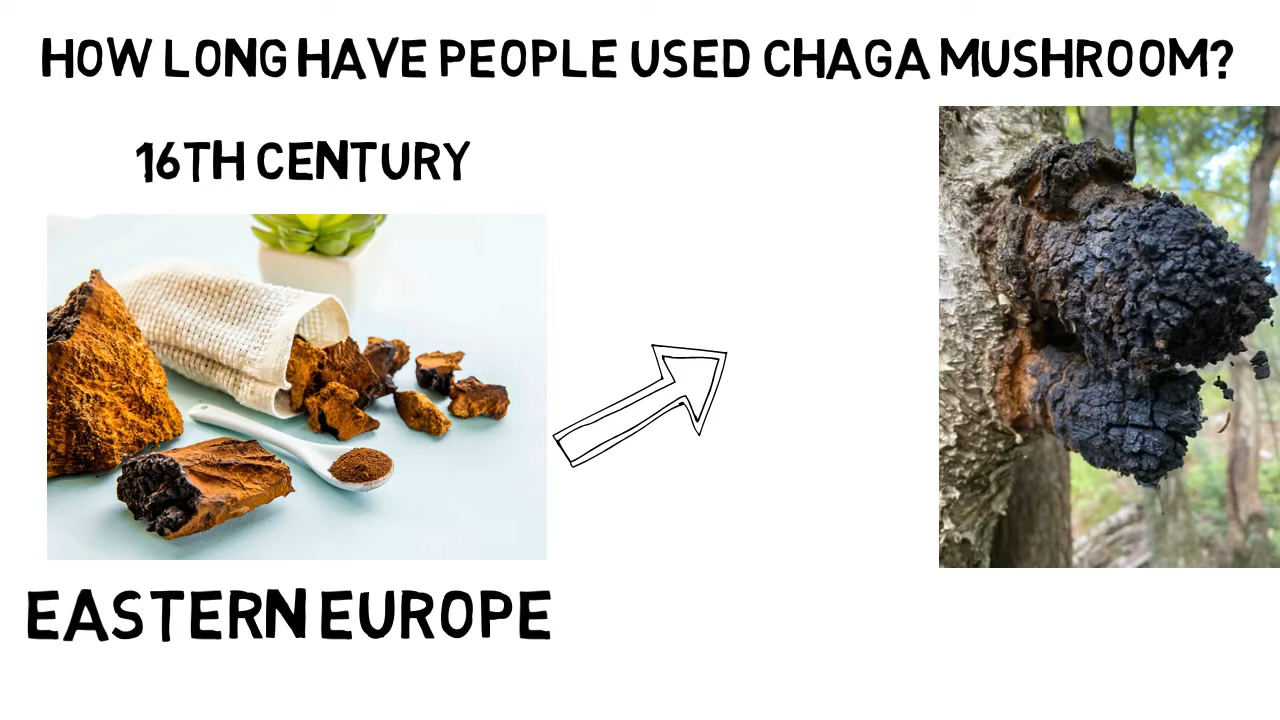 HOW LONG HAVE PEOPLE USED CHAGA MUSHROOM?
16TH CENTURY
EASTERN EUROPE